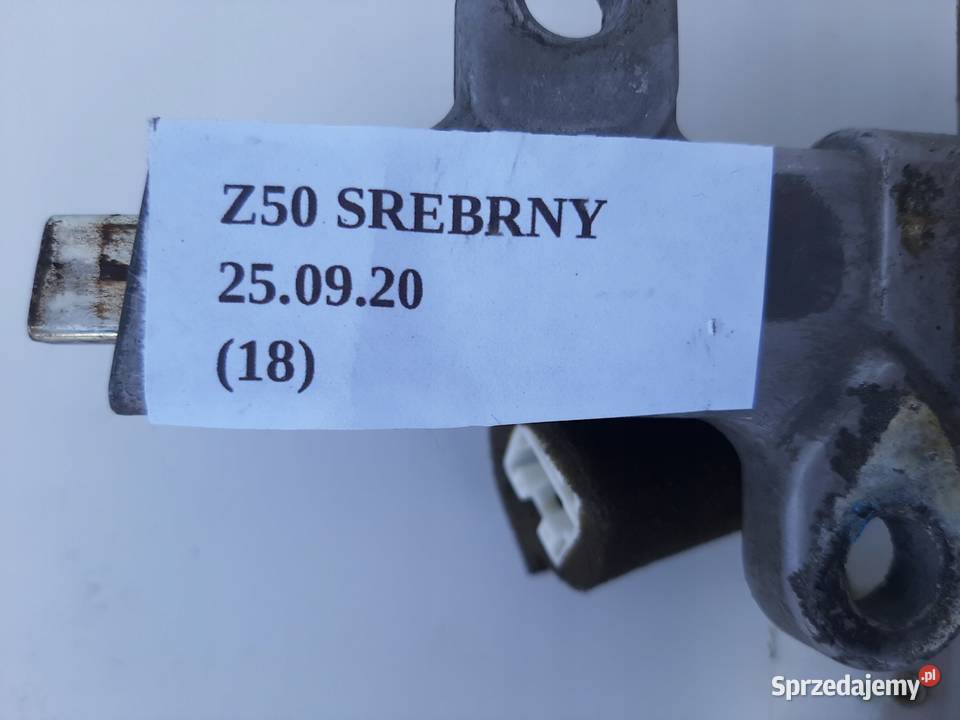 Z50 SREBRNY
25.09.20
(18)
Sprzedajemy.pl